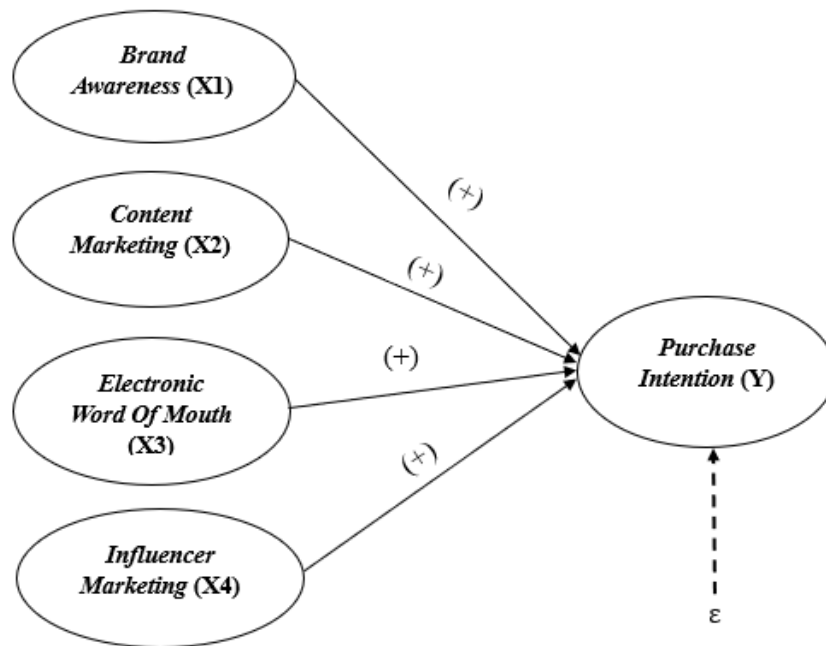 Brand
Awareness (X1)
(+)
Content
Marketing (X2)
(+)
(+)
Electronic
Word Of Mouth
(X3)
(+)
Influencer
Marketing (X4)
Purchase
Intention (Y)
ε